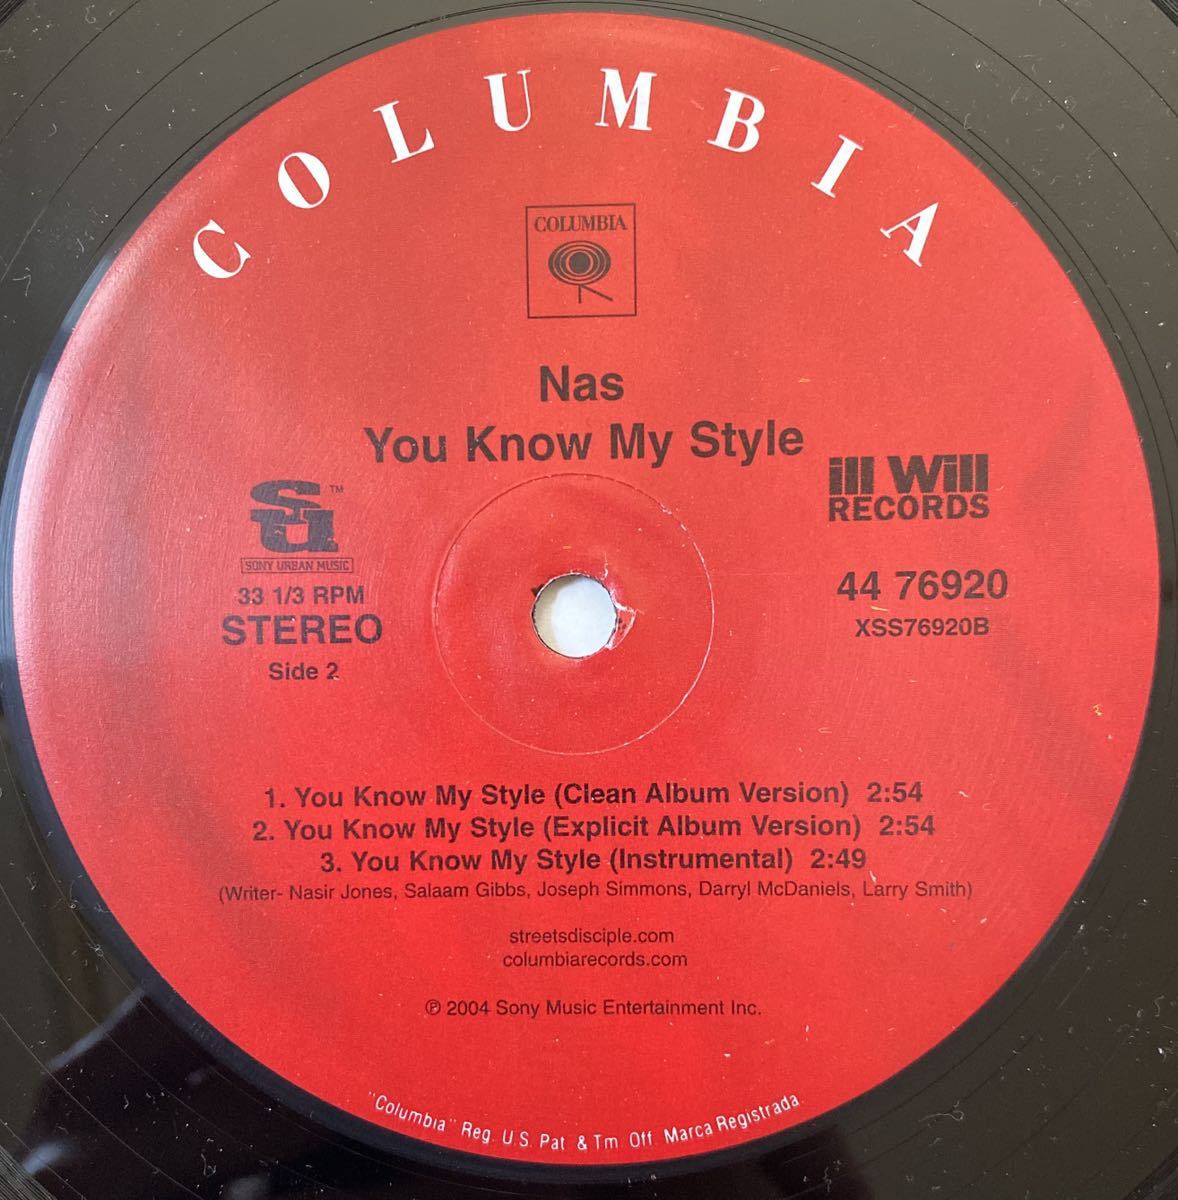 COLUMBIA
COLUMBIA
Nas
You Know My Style
su™
SONY URBAN MUSIC
33 1/3 RPM
STEREO
Side 2
ill Will
RECORDS
44 76920
XSS76920B
1. You Know My Style (Clean Album Version) 2:54
2. You Know My Style (Explicit Album Version) 2:54
3. You Know My Style (Instrumental) 2:49
(Writer- Nasir Jones, Salaam Gibbs, Joseph Simmons, Darryl McDaniels, Larry Smith)
streetsdisciple.com
columbiarecords.com
℗ 2004 Sony Music Entertainment Inc.
"Columbia" Reg. U.S. Pat & Tm Off Marca Registrada